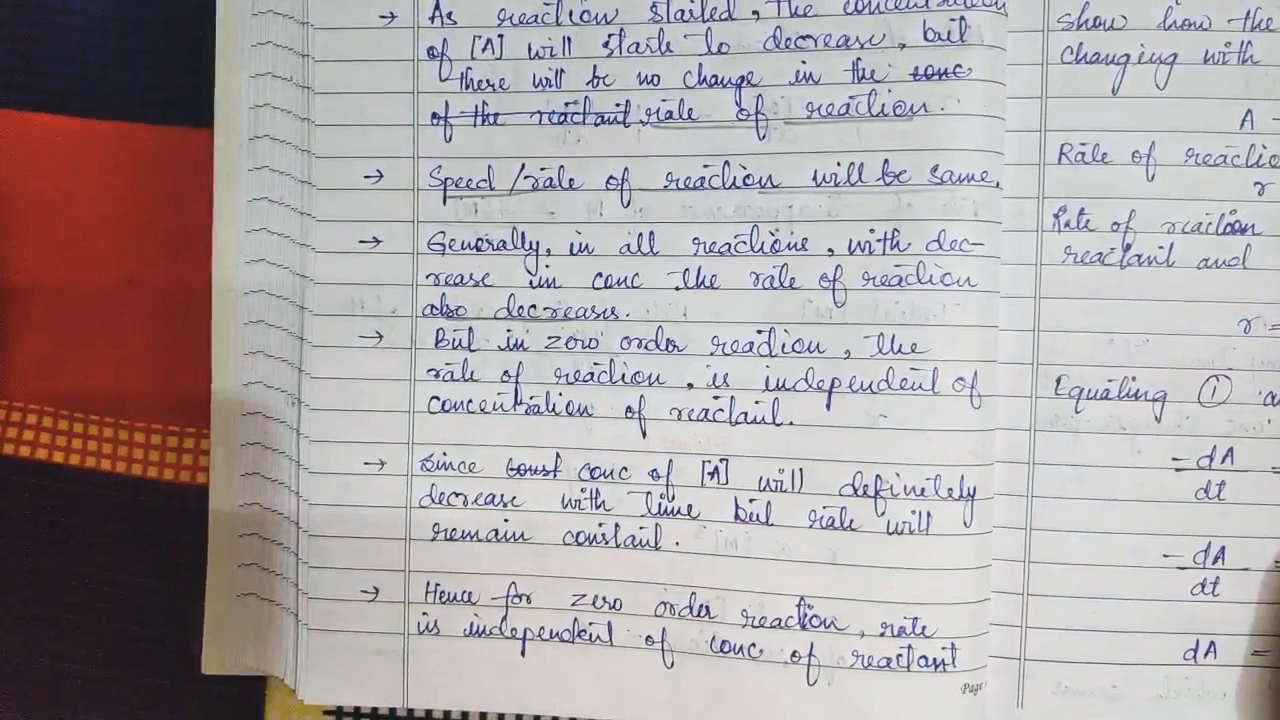 → As reaction started, the concentration
of [A] will starte to decrease, but
there will be no change in the conc
of the reactant rate of reaction.
→ Speed/rate of reaction will be same.
→ Generally, in all reactions, with dec-
rease in conc the rate of reaction
also decreases.
→ But in zero order reaction, the
rate of reaction, is independent of
concentration of reactant.
→ Since const conc of [A] will definitely
decrease with time but rate will
remain constant.
→ Hence for zero order reaction, rate
is independent of conc of reactant
Page
show how the
changing with
A -
Rate of reactio
r
Rate of reaction
reactant and
r =
Equating ① a
-dA =
dt
-dA =
dt
dA =